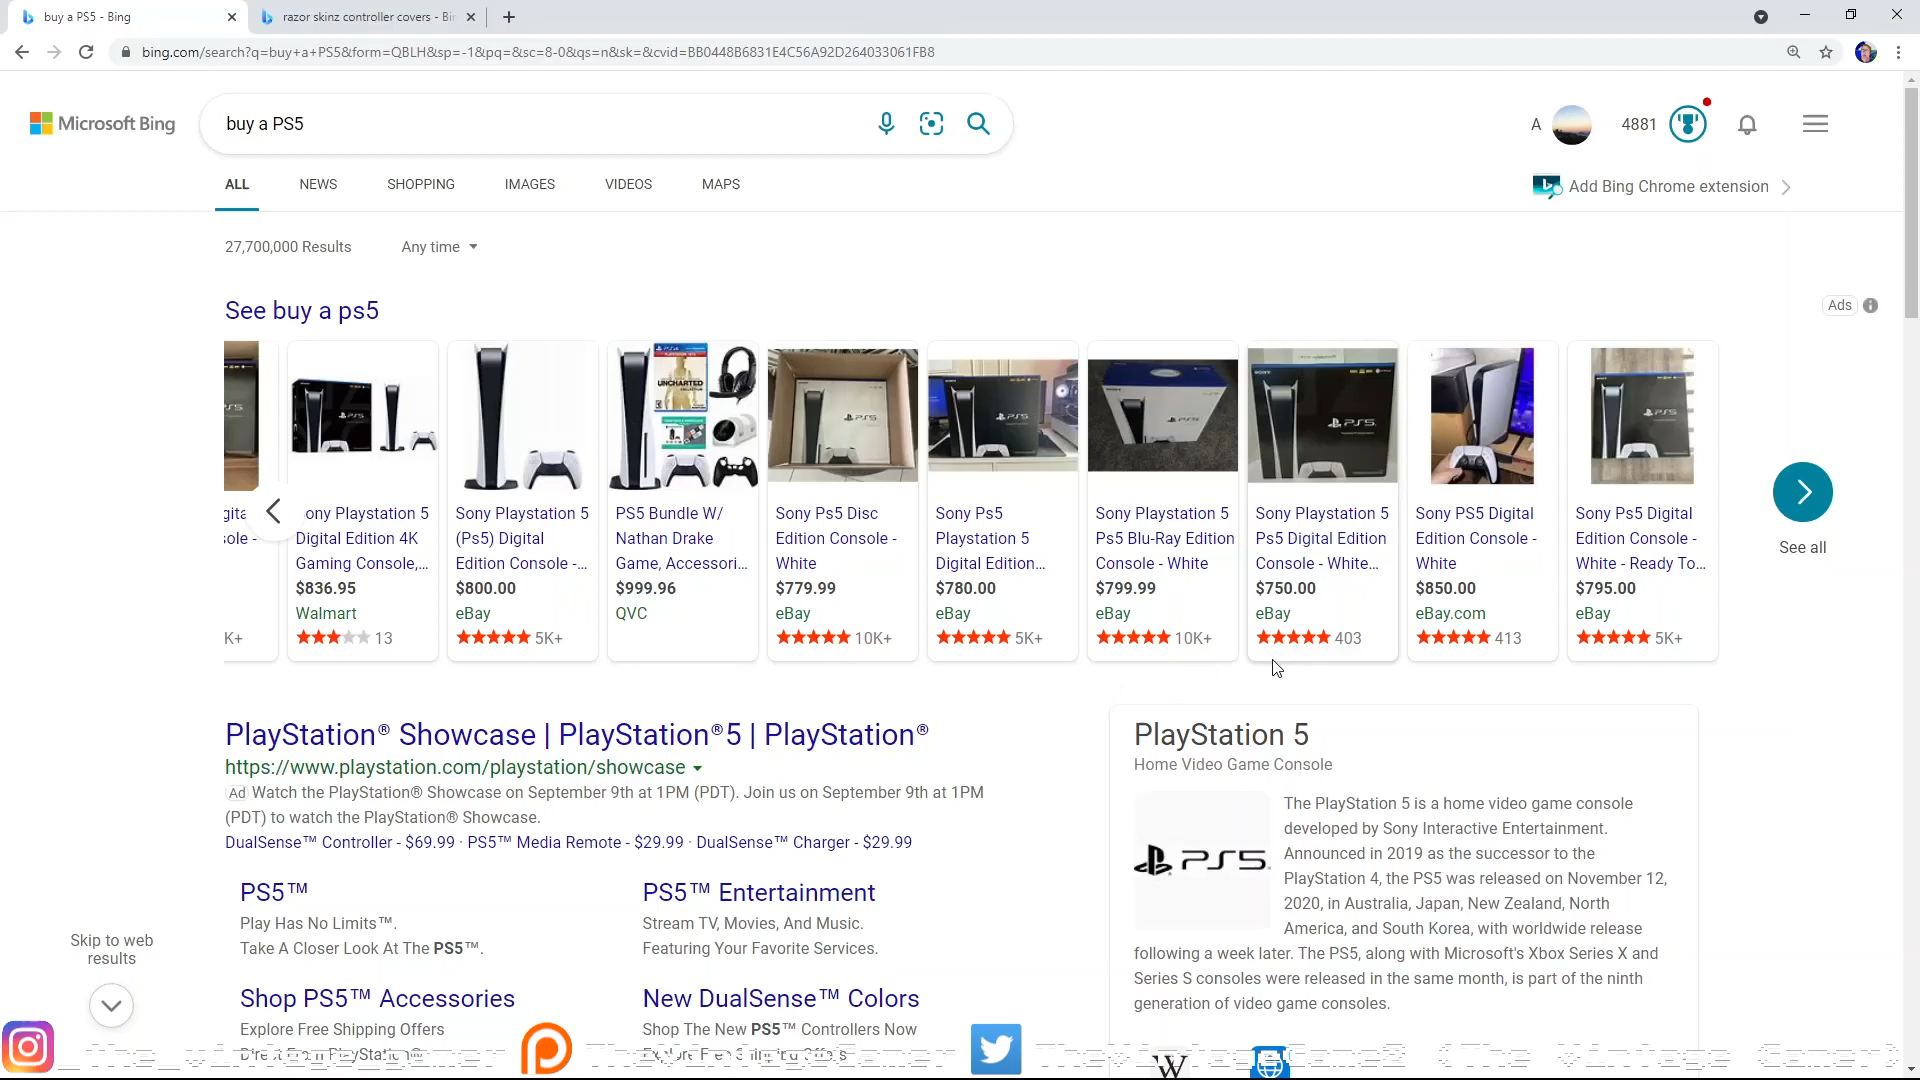 buy a PS5 - Bing
razor skinz controller covers - Bin
bing.com/search?q=buy+a+PS5&form=QBLH&sp=-1&pq=&sc=8-0&qs=n&sk=&cvid=BB0448B6831E4C56A92D264033061FB8
Microsoft Bing
buy a PS5
A
4881
ALL
NEWS
SHOPPING
IMAGES
VIDEOS
MAPS
Add Bing Chrome extension
27,700,000 Results
Any time
See buy a ps5
Ads
gita
sole -
K+
ony Playstation 5
Digital Edition 4K
Gaming Console,...
$836.95
Walmart
13
Sony Playstation 5
(Ps5) Digital
Edition Console -...
$800.00
eBay
5K+
UNCHARTED
PS5 Bundle W/
Nathan Drake
Game, Accessori...
$999.96
QVC
Sony Ps5 Disc
Edition Console -
White
$779.99
eBay
10K+
Sony Ps5
Playstation 5
Digital Edition...
$780.00
eBay
5K+
Sony Playstation 5
Ps5 Blu-Ray Edition
Console - White
$799.99
eBay
10K+
SONY
PS5
Sony Playstation 5
Ps5 Digital Edition
Console - White...
$750.00
eBay
403
Sony PS5 Digital
Edition Console -
White
$850.00
eBay.com
413
Sony Ps5 Digital
Edition Console -
White - Ready To...
$795.00
eBay
5K+
See all
PlayStation® Showcase | PlayStation®5 | PlayStation®
https://www.playstation.com/playstation/showcase
Ad Watch the PlayStation® Showcase on September 9th at 1PM (PDT). Join us on September 9th at 1PM
(PDT) to watch the PlayStation® Showcase.
DualSense™ Controller - $69.99 · PS5™ Media Remote - $29.99 · DualSense™ Charger - $29.99
PS5™
Play Has No Limits™.
Take A Closer Look At The PS5™.
PS5™ Entertainment
Stream TV, Movies, And Music.
Featuring Your Favorite Services.
Shop PS5™ Accessories
Explore Free Shipping Offers
Direct From PlayStation®
New DualSense™ Colors
Shop The New PS5™ Controllers Now
Explore Free Shipping Offers
Skip to web
results
PlayStation 5
Home Video Game Console
PS5
The PlayStation 5 is a home video game console
developed by Sony Interactive Entertainment.
Announced in 2019 as the successor to the
PlayStation 4, the PS5 was released on November 12,
2020, in Australia, Japan, New Zealand, North
America, and South Korea, with worldwide release
following a week later. The PS5, along with Microsoft's Xbox Series X and
Series S consoles were released in the same month, is part of the ninth
generation of video game consoles.
W